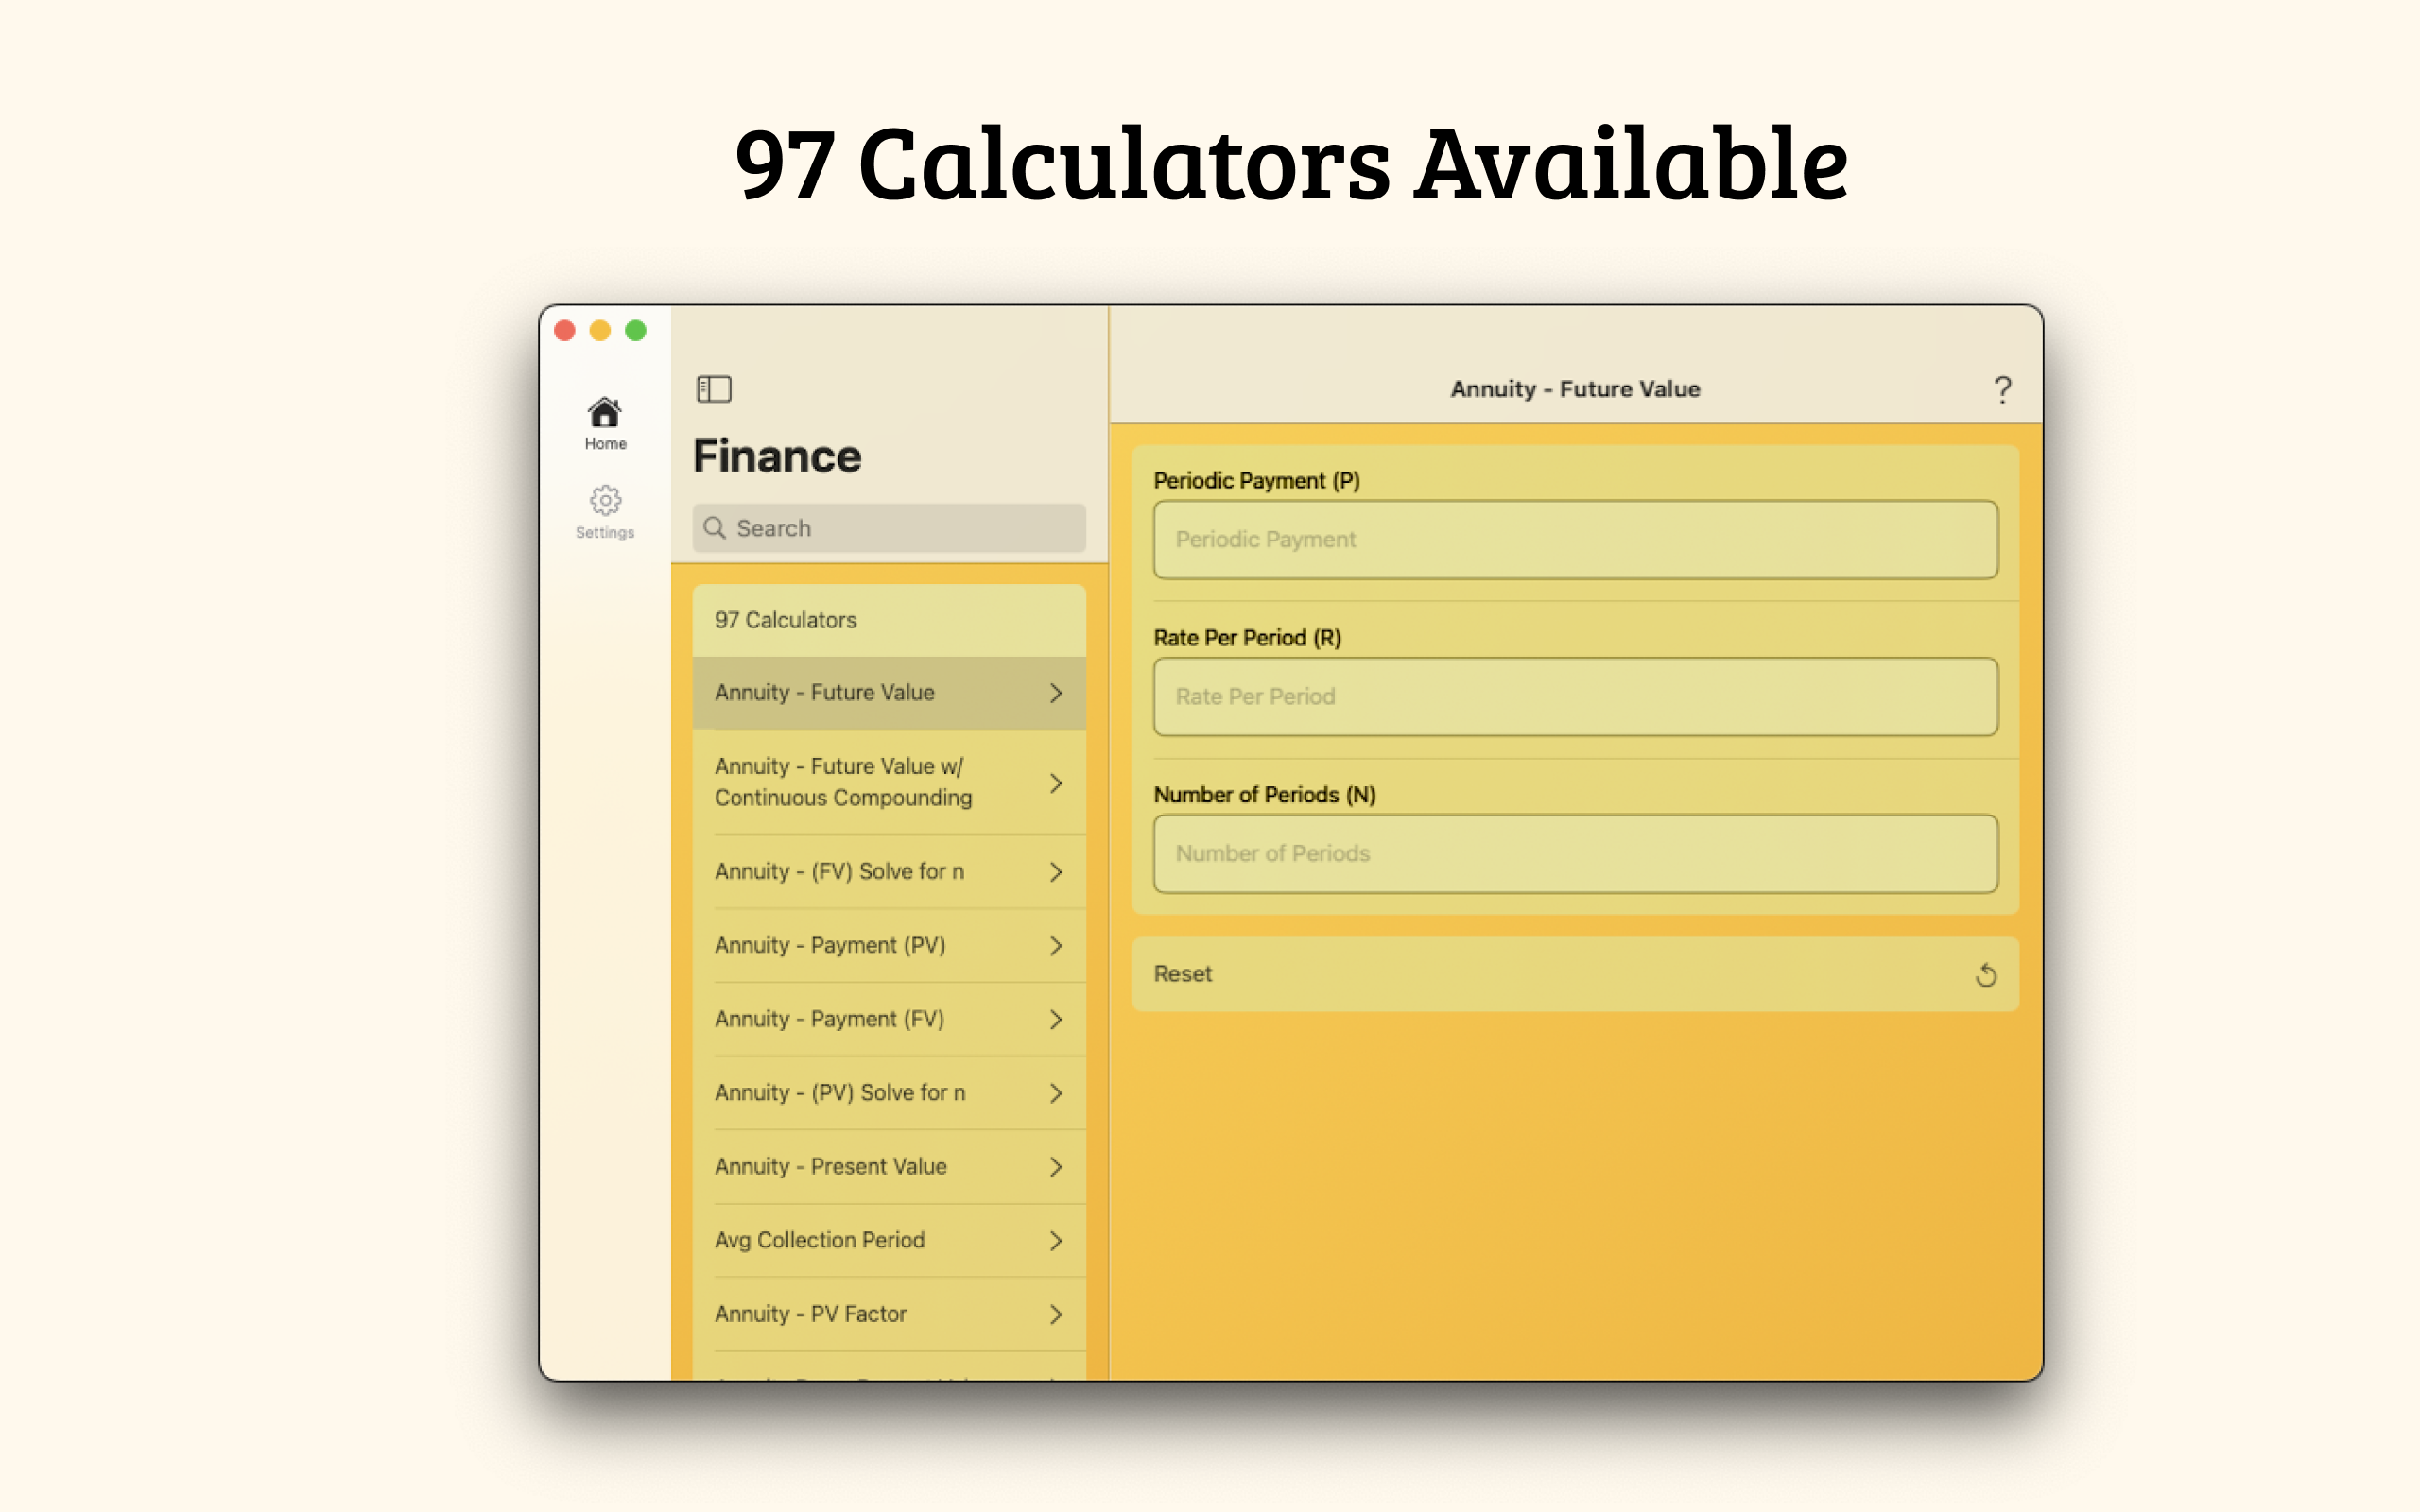 97 Calculators Available
Home
Settings
Finance
Search
97 Calculators
Annuity - Future Value
Annuity - Future Value w/
Continuous Compounding
Annuity - (FV) Solve for n
Annuity - Payment (PV)
Annuity - Payment (FV)
Annuity - (PV) Solve for n
Annuity - Present Value
Avg Collection Period
Annuity - PV Factor
Annuity - Future Value
?
Periodic Payment (P)
Periodic Payment
Rate Per Period (R)
Rate Per Period
Number of Periods (N)
Number of Periods
Reset